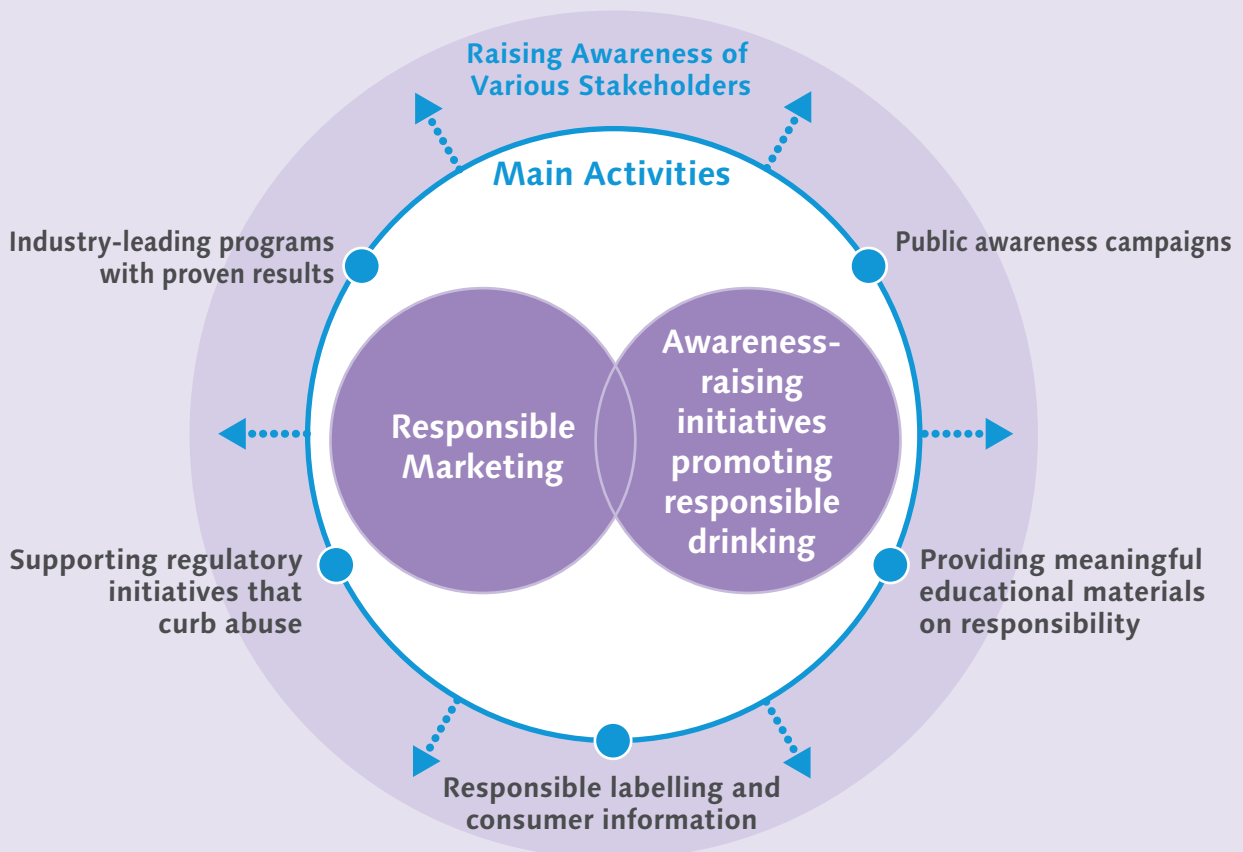 Raising Awareness of
Various Stakeholders
Main Activities
Industry-leading programs
with proven results
Public awareness campaigns
Responsible
Marketing
Awareness-
raising
initiatives
promoting
responsible
drinking
Supporting regulatory
initiatives that
curb abuse
Providing meaningful
educational materials
on responsibility
Responsible labelling and
consumer information